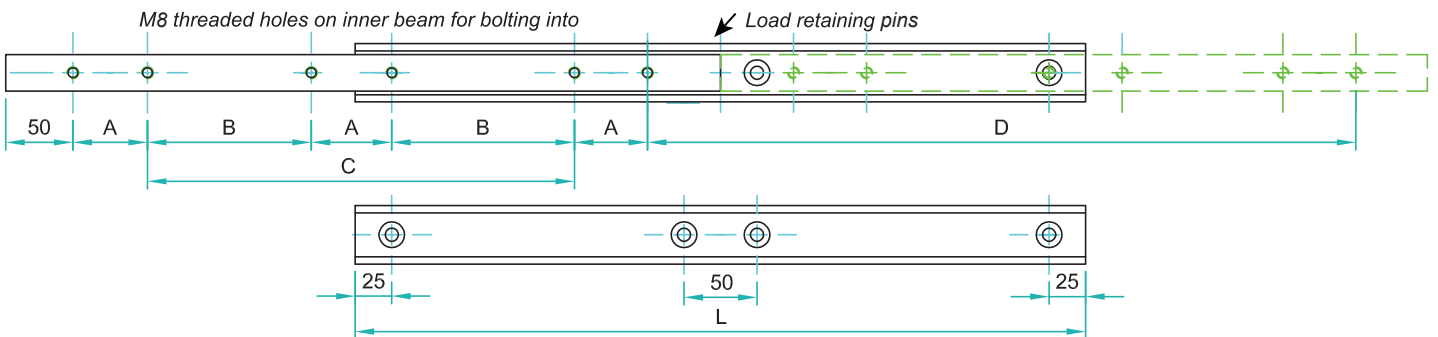 M8 threaded holes on inner beam for bolting into
Load retaining pins
50 A B A B A D
C
25 50 25
L